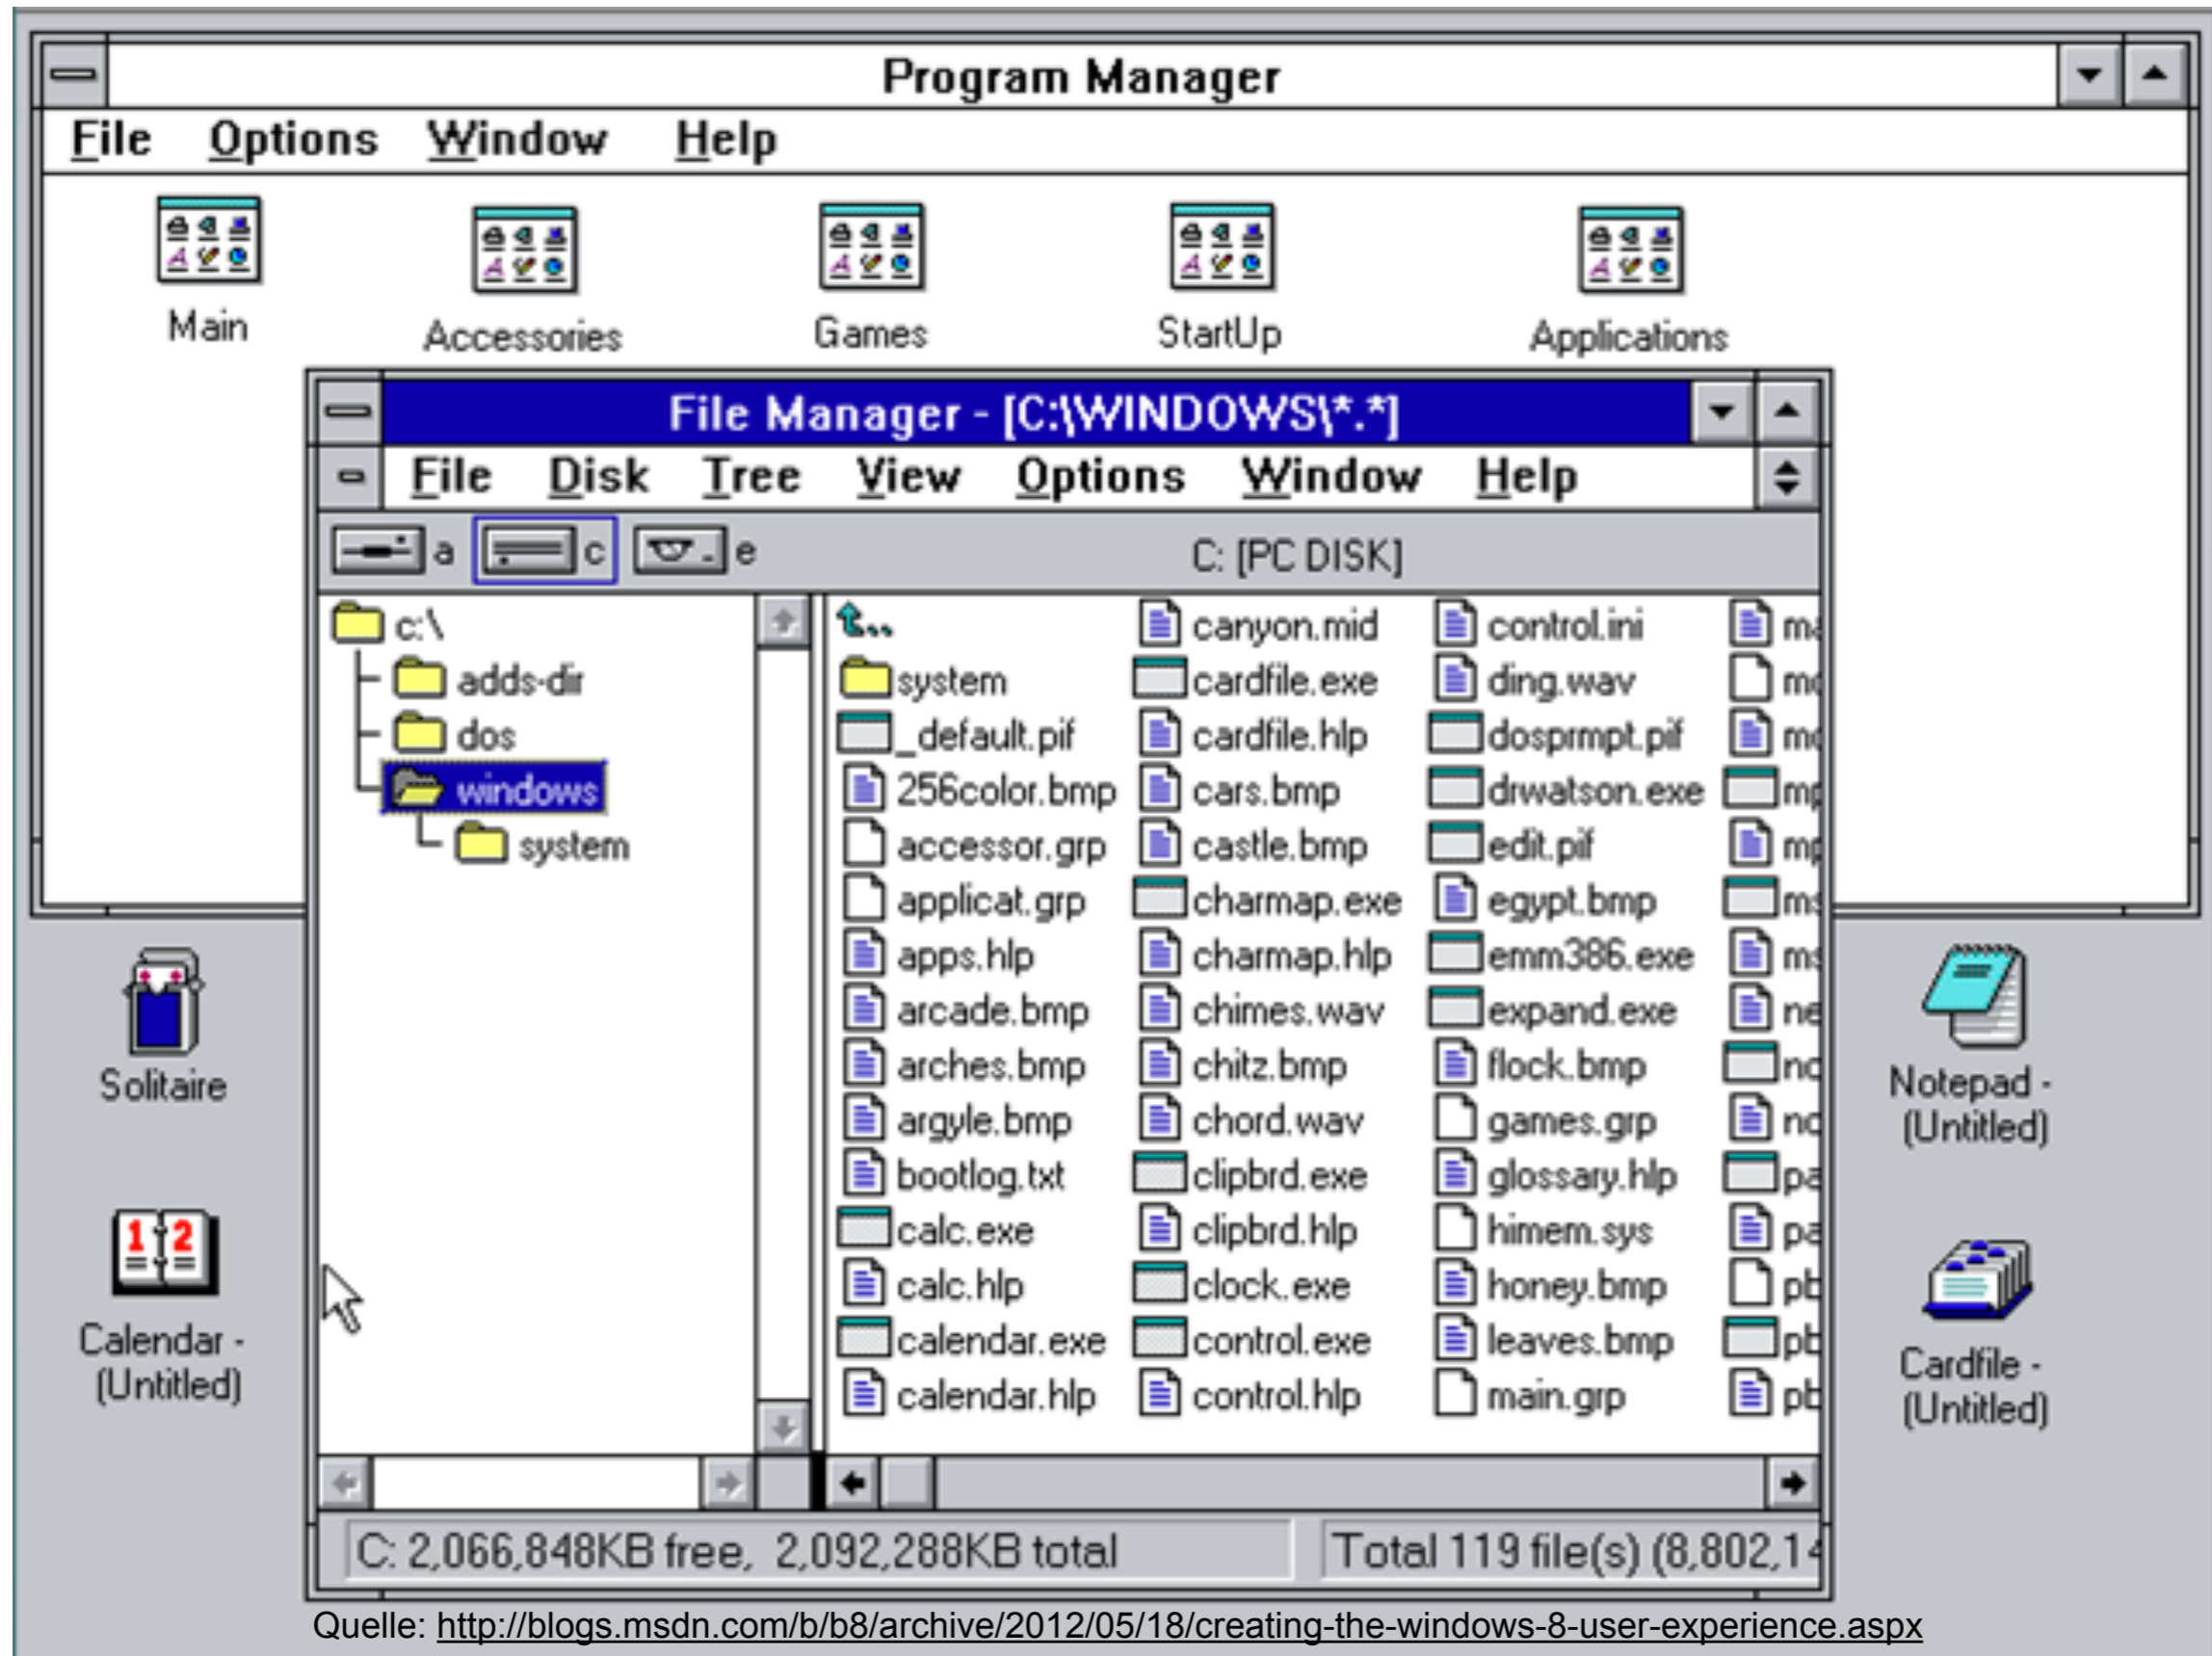 Program Manager
File Options Window Help
Main Accessories Games StartUp Applications
File Manager - [C:\WINDOWS\*.*]
File Disk Tree View Options Window Help
a c e C: [PC DISK]
c:\
adds-dir
dos
windows
system
..
system
_default.pif
256color.bmp
accessor.grp
applicat.grp
apps.hlp
arcade.bmp
arches.bmp
argyle.bmp
bootlog.txt
calc.exe
calc.hlp
calendar.exe
calendar.hlp
canyon.mid
cardfile.exe
cardfile.hlp
cars.bmp
castle.bmp
charmap.exe
charmap.hlp
chimes.wav
chitz.bmp
chord.wav
clipbrd.exe
clipbrd.hlp
clock.exe
control.exe
control.hlp
control.ini
ding.wav
dosprmpt.pif
drwatson.exe
edit.pif
egypt.bmp
emm386.exe
expand.exe
flock.bmp
games.grp
glossary.hlp
himem.sys
honey.bmp
leaves.bmp
main.grp
C: 2,066,848KB free, 2,092,288KB total
Total 119 file(s) (8,802,14
Solitaire
Calendar -
(Untitled)
Notepad -
(Untitled)
Cardfile -
(Untitled)
Quelle: http://blogs.msdn.com/b/b8/archive/2012/05/18/creating-the-windows-8-user-experience.aspx